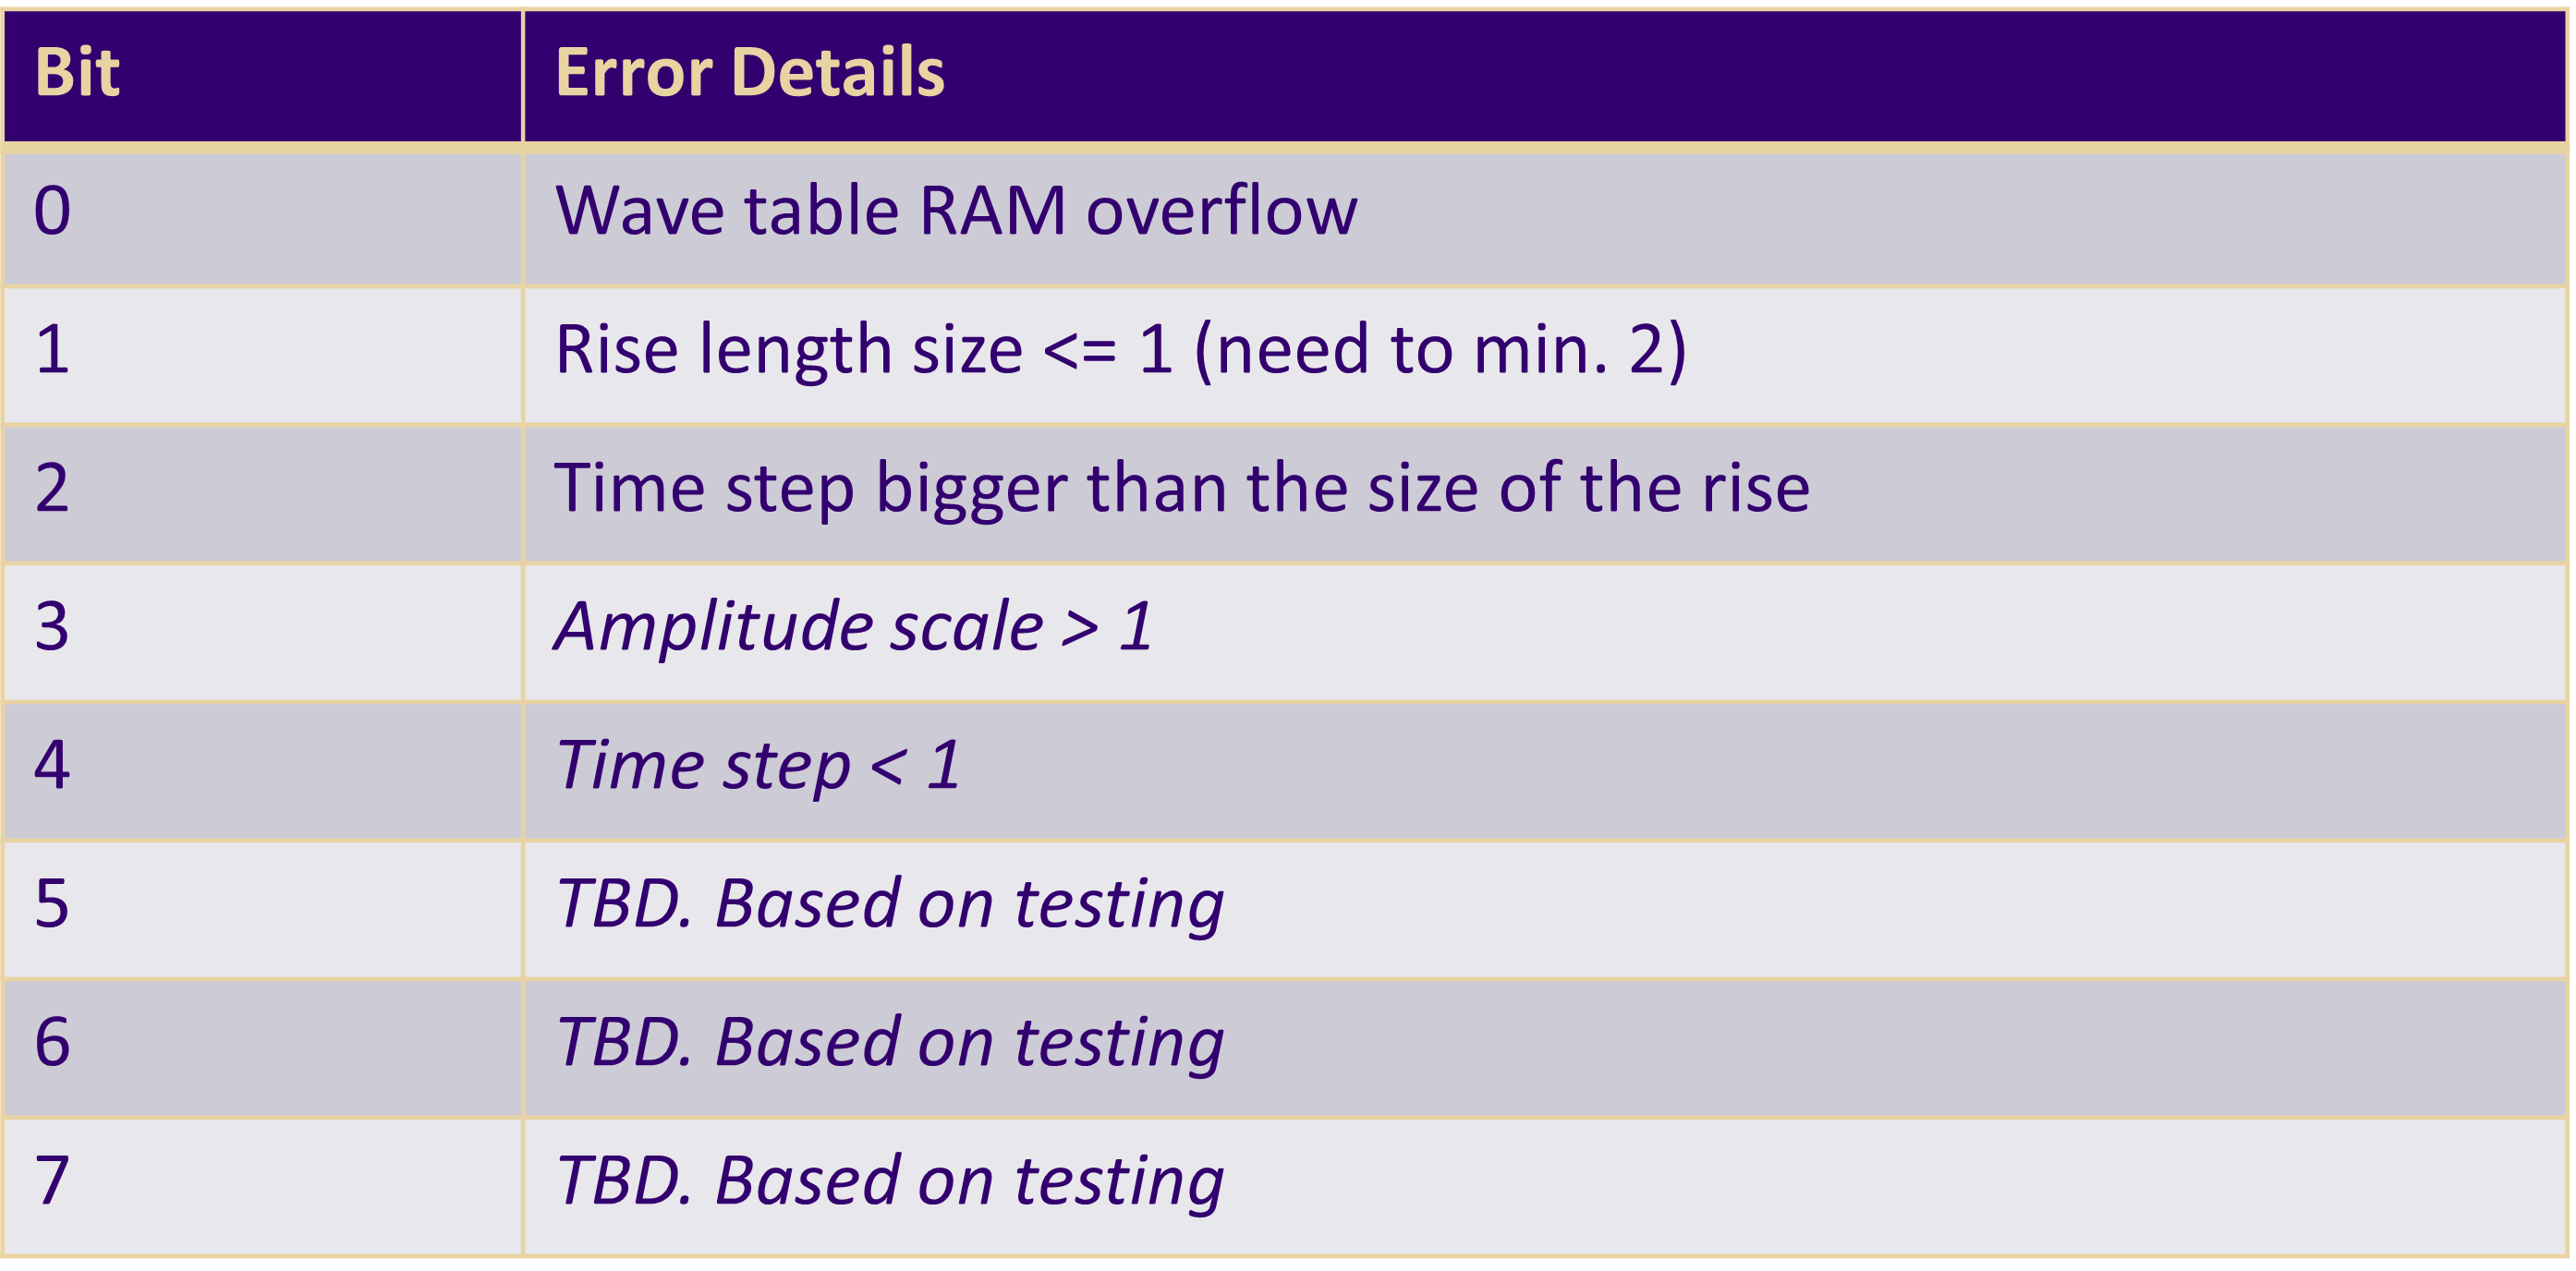 Bit Error Details
0 Wave table RAM overflow
1 Rise length size <= 1 (need to min. 2)
2 Time step bigger than the size of the rise
3 Amplitude scale > 1
4 Time step < 1
5 TBD. Based on testing
6 TBD. Based on testing
7 TBD. Based on testing